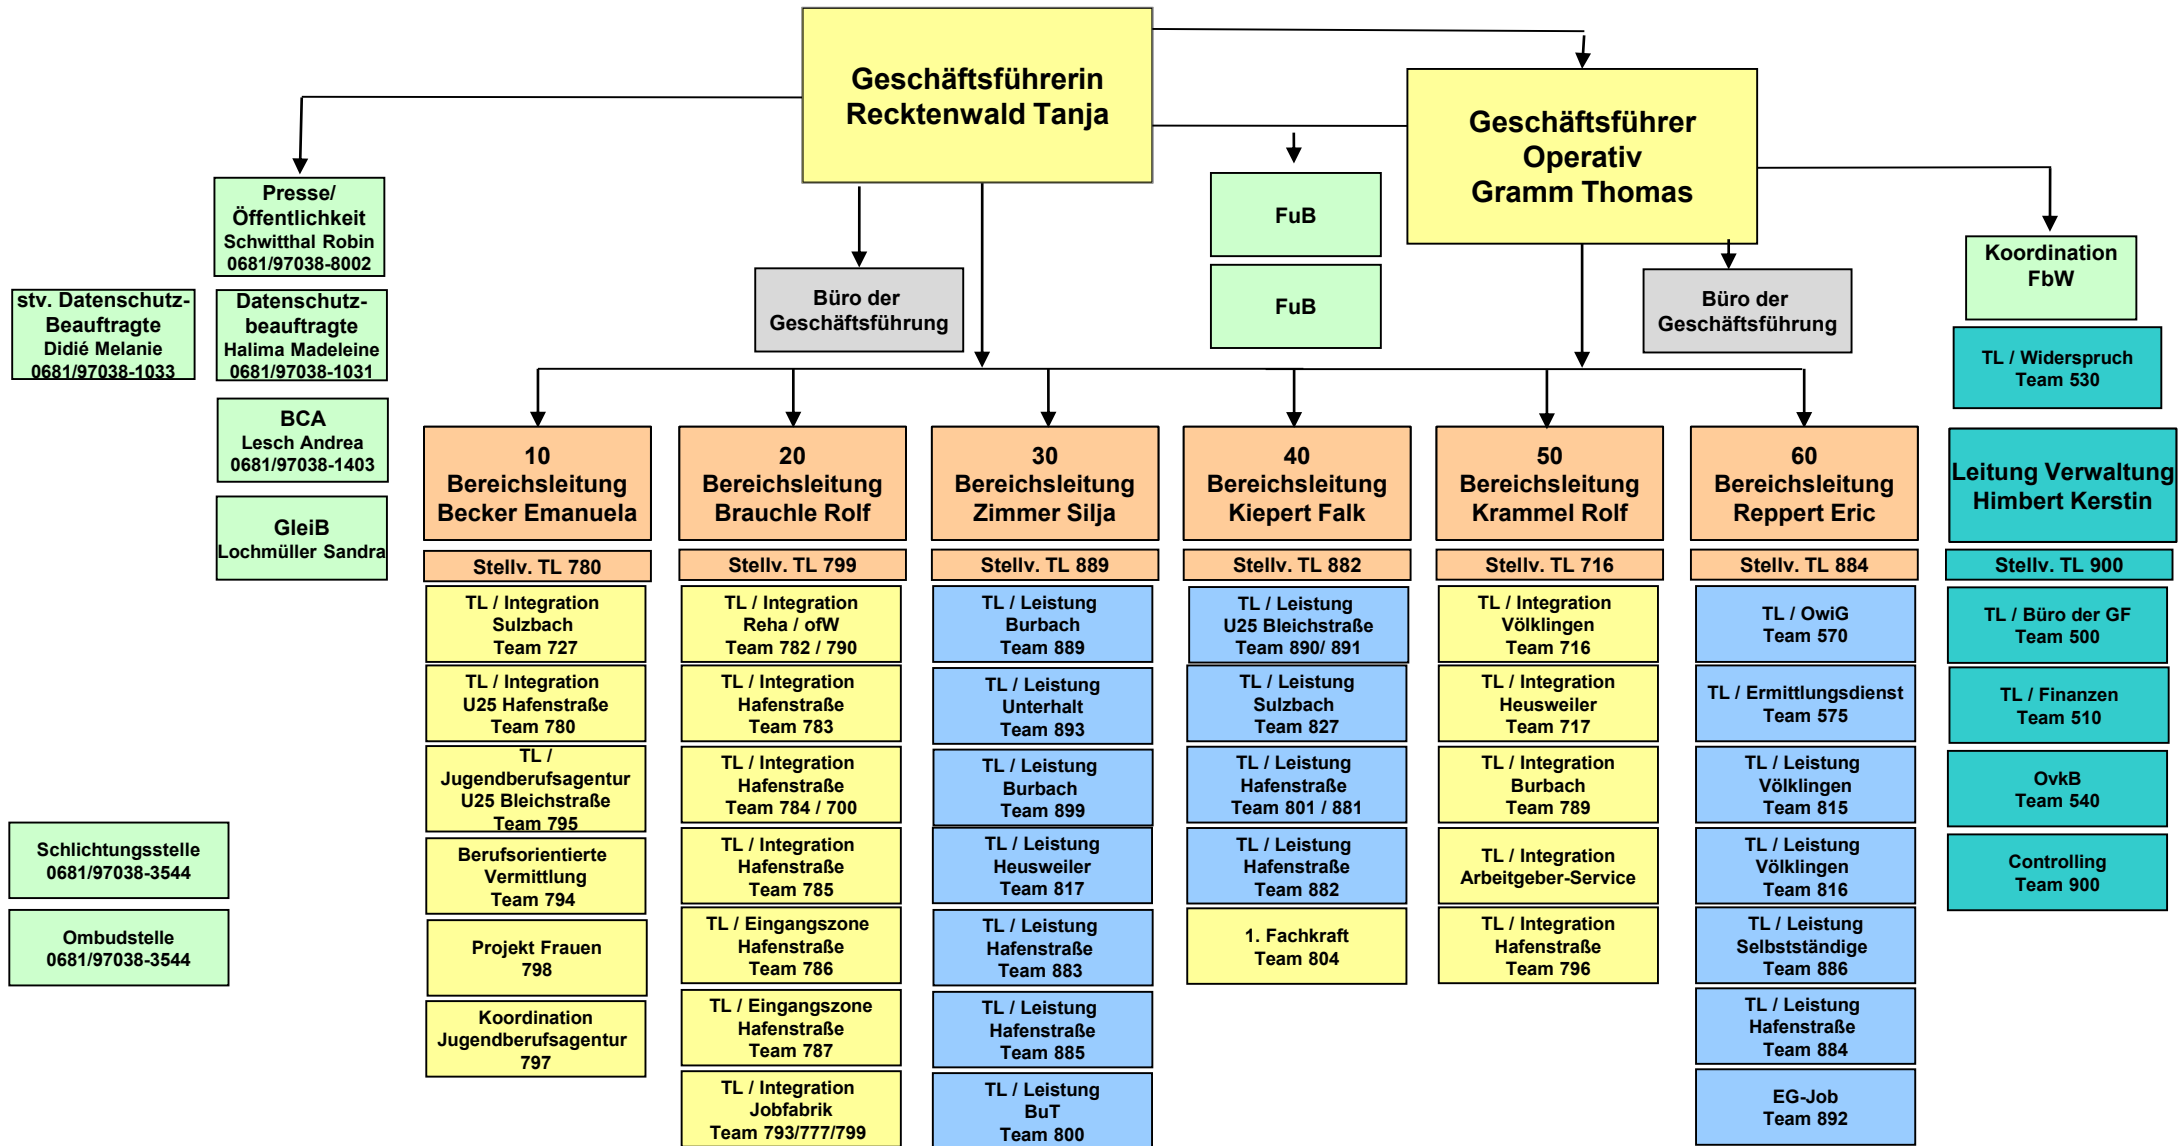 Geschäftsführerin
Recktenwald Tanja
Geschäftsführer
Operativ
Gramm Thomas
Presse/
Öffentlichkeit
Schwitthal Robin
0681/97038-8002
stv. Datenschutz-
Beauftragte
Didié Melanie
0681/97038-1033
Datenschutz-
beauftragte
Halima Madeleine
0681/97038-1031
BCA
Lesch Andrea
0681/97038-1403
GleiB
Lochmüller Sandra
Schlichtungsstelle
0681/97038-3544
Ombudstelle
0681/97038-3544
Büro der
Geschäftsführung
FuB
FuB
Büro der
Geschäftsführung
Koordination
FbW
TL / Widerspruch
Team 530
10
Bereichsleitung
Becker Emanuela
Stellv. TL 780
TL / Integration
Sulzbach
Team 727
TL / Integration
U25 Hafenstraße
Team 780
TL /
Jugendberufsagentur
U25 Bleichstraße
Team 795
Berufsorientierte
Vermittlung
Team 794
Projekt Frauen
798
Koordination
Jugendberufsagentur
797
20
Bereichsleitung
Brauchle Rolf
Stellv. TL 799
TL / Integration
Reha / ofW
Team 782 / 790
TL / Integration
Hafenstraße
Team 783
TL / Integration
Hafenstraße
Team 784 / 700
TL / Integration
Hafenstraße
Team 785
TL / Eingangszone
Hafenstraße
Team 786
TL / Eingangszone
Hafenstraße
Team 787
TL / Integration
Jobfabrik
Team 793/777/799
30
Bereichsleitung
Zimmer Silja
Stellv. TL 889
TL / Leistung
Burbach
Team 889
TL / Leistung
Unterhalt
Team 893
TL / Leistung
Burbach
Team 899
TL / Leistung
Heusweiler
Team 817
TL / Leistung
Hafenstraße
Team 883
TL / Leistung
Hafenstraße
Team 885
TL / Leistung
BuT
Team 800
40
Bereichsleitung
Kiepert Falk
Stellv. TL 882
TL / Leistung
U25 Bleichstraße
Team 890/ 891
TL / Leistung
Sulzbach
Team 827
TL / Leistung
Hafenstraße
Team 801 / 881
TL / Leistung
Hafenstraße
Team 882
1. Fachkraft
Team 804
50
Bereichsleitung
Krammel Rolf
Stellv. TL 716
TL / Integration
Völklingen
Team 716
TL / Integration
Heusweiler
Team 717
TL / Integration
Burbach
Team 789
TL / Integration
Arbeitgeber-Service
TL / Integration
Hafenstraße
Team 796
60
Bereichsleitung
Reppert Eric
Stellv. TL 884
TL / OwiG
Team 570
TL / Ermittlungsdienst
Team 575
TL / Leistung
Völklingen
Team 815
TL / Leistung
Völklingen
Team 816
TL / Leistung
Selbstständige
Team 886
TL / Leistung
Hafenstraße
Team 884
EG-Job
Team 892
Leitung Verwaltung
Himbert Kerstin
Stellv. TL 900
TL / Büro der GF
Team 500
TL / Finanzen
Team 510
OvkB
Team 540
Controlling
Team 900